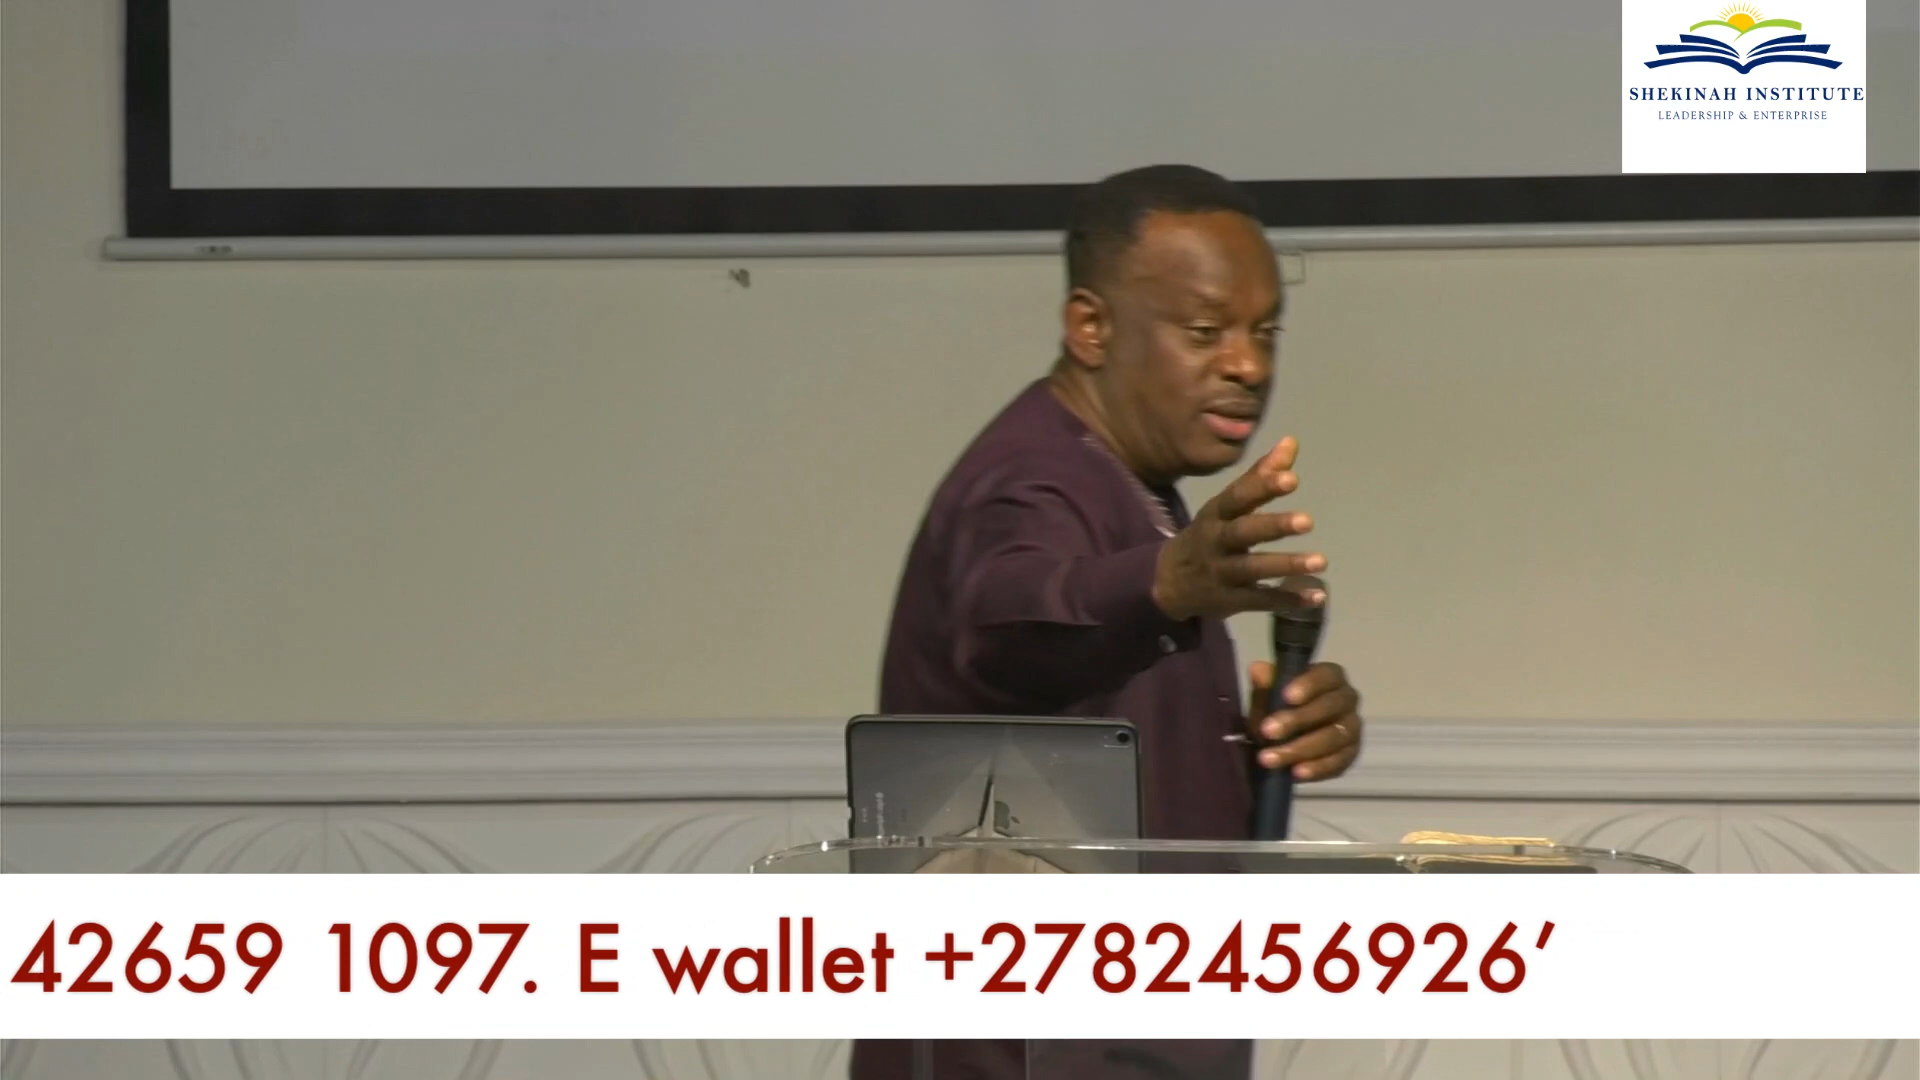 SHEKINAH INSTITUTE
LEADERSHIP & ENTERPRISE
42659 1097. E wallet +2782456926'